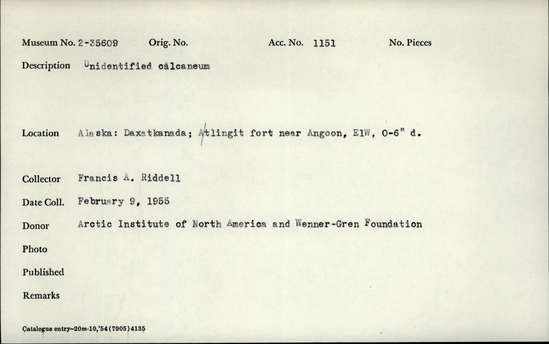 Museum No. 2-35609 Orig. No. Acc. No. 1151 No. Pieces
Description Unidentified calcaneum
Location Alaska: Daxatkanada; Atlingit fort near Angoon, E1W, 0-6" d.
Collector Francis A. Riddell
Date Coll. February 9, 1955
Donor Arctic Institute of North America and Wenner-Gren Foundation
Photo
Published
Remarks
Catalogue entry—20m-10,'54(7905)4135